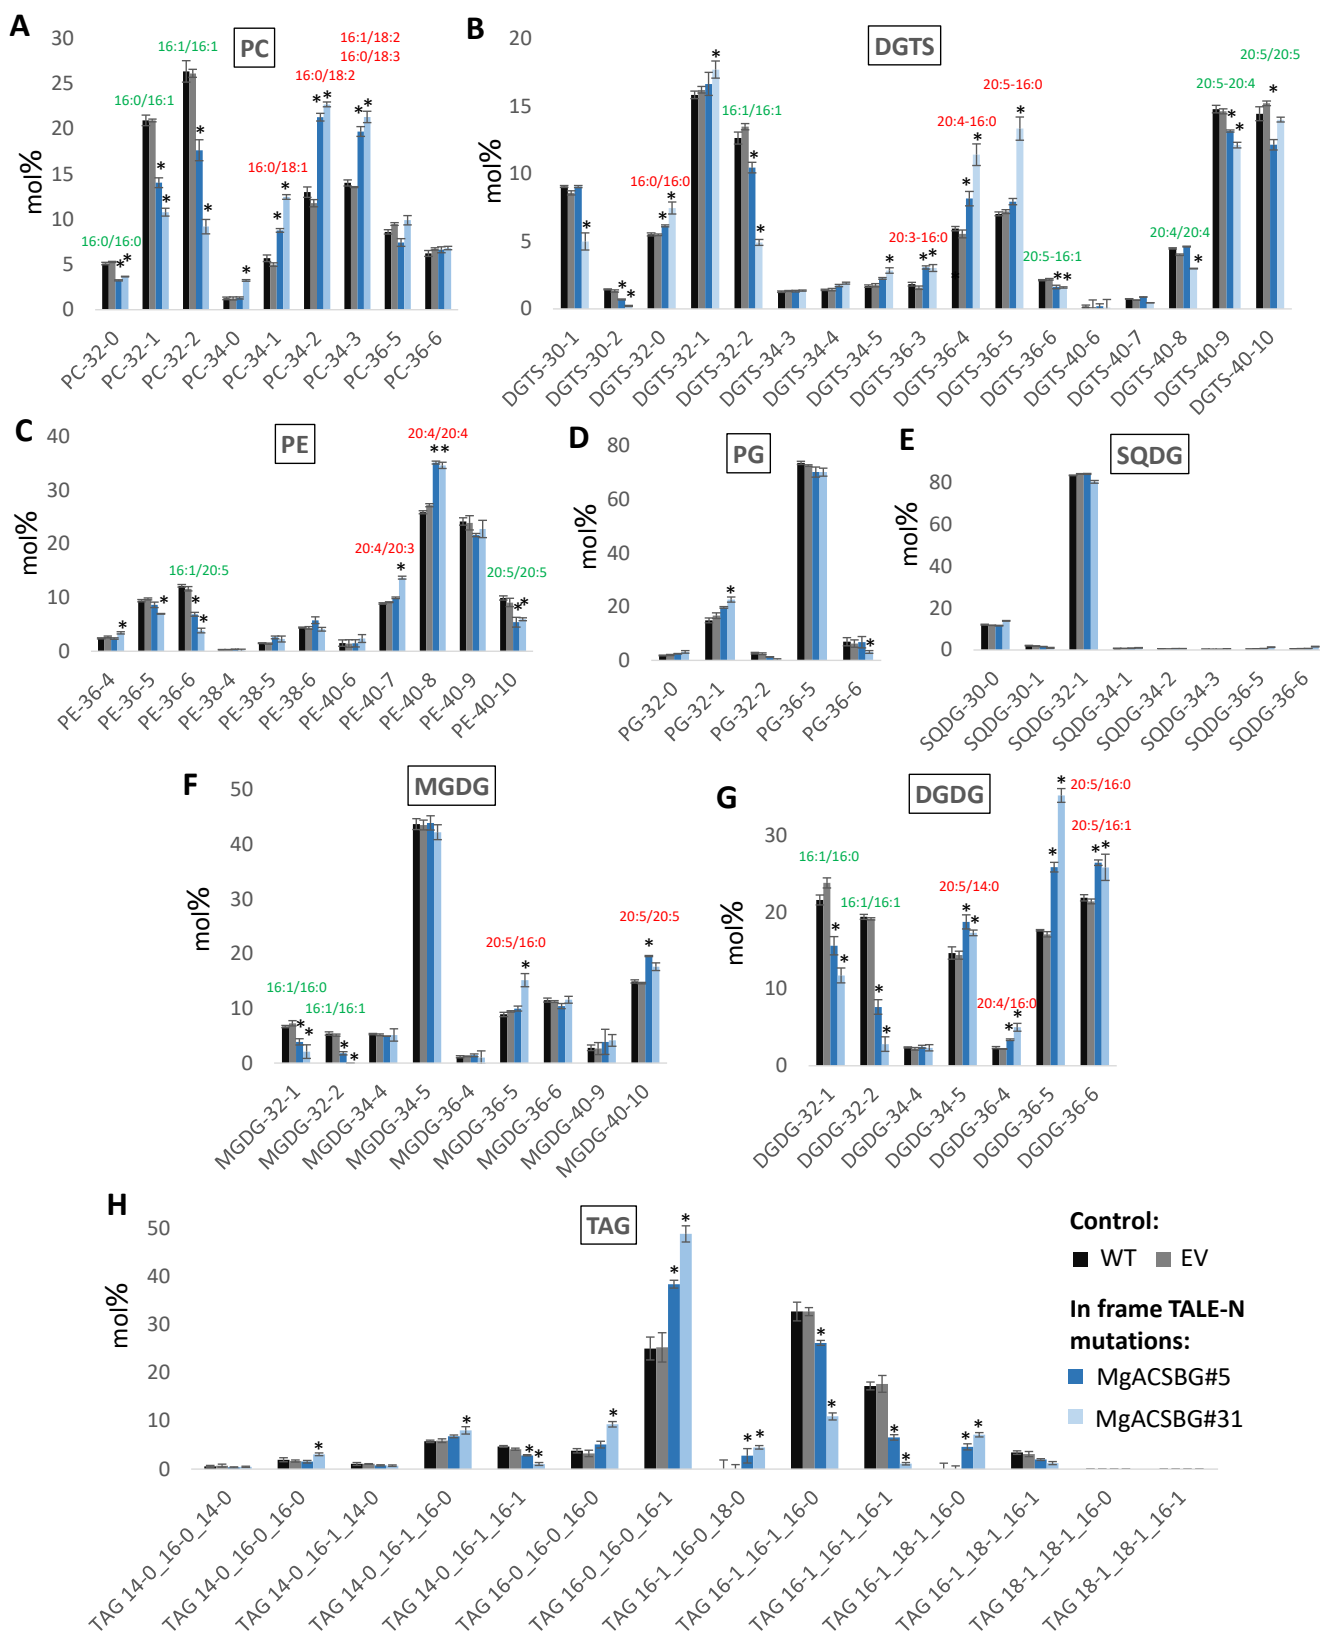 A
PC
30
25
20
15
10
5
0
mol%
16:0/16:0
16:0/16:1
16:1/16:1
16:0/18:1
16:0/18:2
16:1/18:2
16:0/18:3
PC-32-0
PC-32-1
PC-32-2
PC-34-0
PC-34-1
PC-34-2
PC-34-3
PC-36-5
PC-36-6
B
DGTS
20
15
10
5
0
mol%
16:0/16:0
16:1/16:1
20:3-16:0
20:4-16:0
20:5-16:0
20:5-16:1
20:4/20:4
20:5-20:4
20:5/20:5
DGTS-30-1
DGTS-30-2
DGTS-32-0
DGTS-32-1
DGTS-32-2
DGTS-34-3
DGTS-34-4
DGTS-34-5
DGTS-36-3
DGTS-36-4
DGTS-36-5
DGTS-36-6
DGTS-40-6
DGTS-40-7
DGTS-40-8
DGTS-40-9
DGTS-40-10
C
PE
40
30
20
10
0
mol%
16:1/20:5
20:4/20:3
20:4/20:4
20:5/20:5
PE-36-4
PE-36-5
PE-36-6
PE-38-4
PE-38-5
PE-38-6
PE-40-6
PE-40-7
PE-40-8
PE-40-9
PE-40-10
D
PG
80
60
40
20
0
mol%
PG-32-0
PG-32-1
PG-32-2
PG-36-5
PG-36-6
E
SQDG
80
60
40
20
0
mol%
SQDG-30-0
SQDG-30-1
SQDG-32-1
SQDG-34-1
SQDG-34-2
SQDG-34-3
SQDG-36-5
SQDG-36-6
F
MGDG
50
40
30
20
10
0
mol%
16:1/16:0
16:1/16:1
20:5/16:0
20:5/20:5
MGDG-32-1
MGDG-32-2
MGDG-34-4
MGDG-34-5
MGDG-36-4
MGDG-36-5
MGDG-36-6
MGDG-40-9
MGDG-40-10
G
DGDG
30
20
10
0
mol%
16:1/16:0
16:1/16:1
20:5/14:0
20:4/16:0
20:5/16:0
20:5/16:1
DGDG-32-1
DGDG-32-2
DGDG-34-4
DGDG-34-5
DGDG-36-4
DGDG-36-5
DGDG-36-6
H
TAG
50
40
30
20
10
0
mol%
TAG 14-0_16-0_14-0
TAG 14-0_16-0_16-0
TAG 14-0_16-1_14-0
TAG 14-0_16-1_16-0
TAG 14-0_16-1_16-1
TAG 16-0_16-0_16-0
TAG 16-0_16-0_16-1
TAG 16-1_16-0_18-0
TAG 16-1_16-1_16-0
TAG 16-1_16-1_16-1
TAG 16-1_18-1_16-0
TAG 16-1_18-1_16-1
TAG 18-1_18-1_16-0
TAG 18-1_18-1_16-1
Control:
WT EV
In frame TALE-N
mutations:
MgACSBG#5
MgACSBG#31